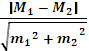 |M₁ − M₂|
√(m₁² + m₂²)